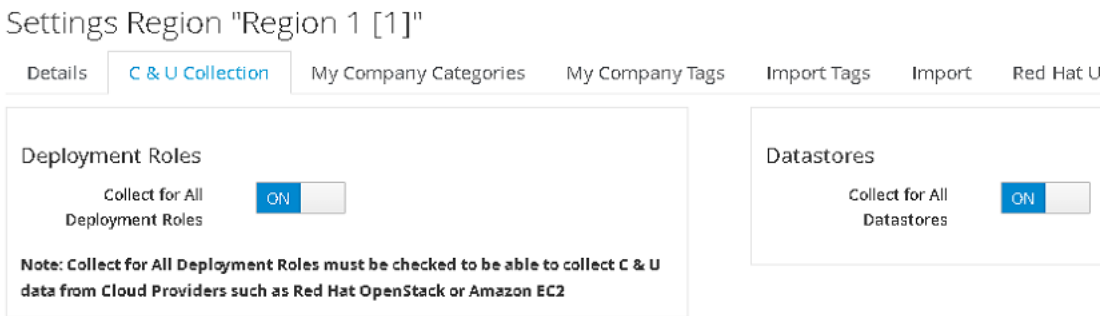 Settings Region "Region 1 [1]"
Details C & U Collection My Company Categories My Company Tags Import Tags Import Red Hat U
Deployment Roles
Collect for All
Deployment Roles
ON
Note: Collect for All Deployment Roles must be checked to be able to collect C & U
data from Cloud Providers such as Red Hat OpenStack or Amazon EC2
Datastores
Collect for All
Datastores
ON